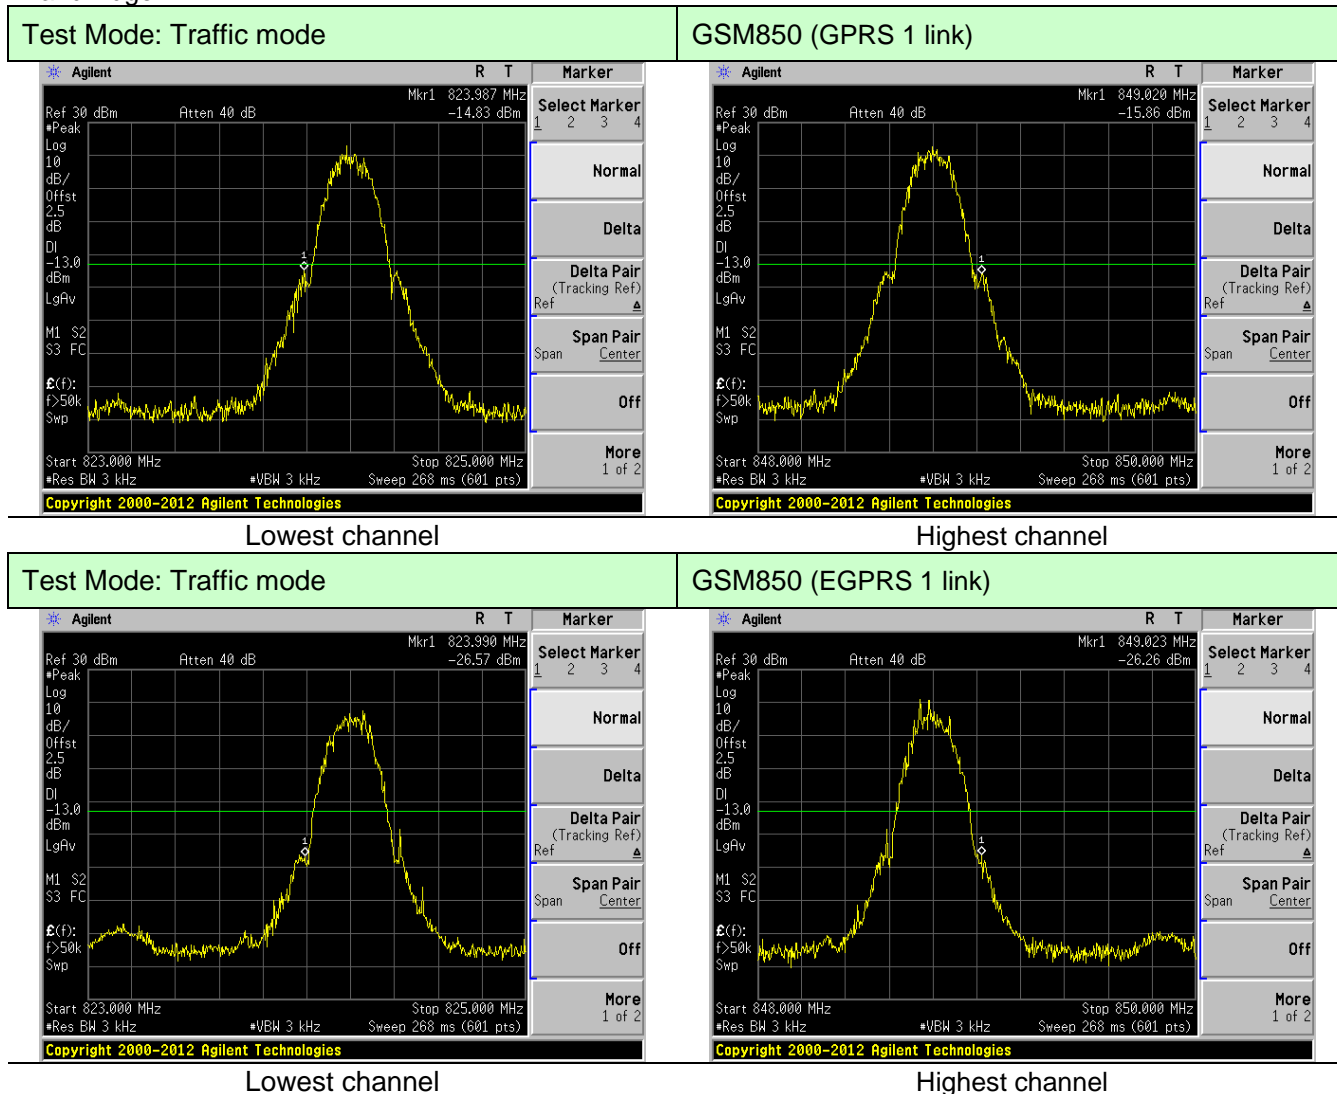 Test Mode: Traffic mode
GSM850 (GPRS 1 link)
Agilent
R T
Marker
Mkr1 823.987 MHz
Ref 30 dBm
Atten 40 dB
-14.83 dBm
#Peak
Log
10
dB/
Offst
2.5
dB
DI
-13.0
dBm
LgAv
M1 S2
S3 FC
£(f):
f>50k
Swp
1
Start 823.000 MHz
Stop 825.000 MHz
#Res BW 3 kHz
#VBW 3 kHz
Sweep 268 ms (601 pts)
Copyright 2000-2012 Agilent Technologies
Select Marker
1 2 3 4
Normal
Delta
Delta Pair
(Tracking Ref)
Ref Δ
Span Pair
Span Center
Off
More
1 of 2
Agilent
R T
Marker
Mkr1 849.020 MHz
Ref 30 dBm
Atten 40 dB
-15.86 dBm
#Peak
Log
10
dB/
Offst
2.5
dB
DI
-13.0
dBm
LgAv
M1 S2
S3 FC
£(f):
f>50k
Swp
1
Start 848.000 MHz
Stop 850.000 MHz
#Res BW 3 kHz
#VBW 3 kHz
Sweep 268 ms (601 pts)
Copyright 2000-2012 Agilent Technologies
Select Marker
1 2 3 4
Normal
Delta
Delta Pair
(Tracking Ref)
Ref Δ
Span Pair
Span Center
Off
More
1 of 2
Lowest channel
Highest channel
Test Mode: Traffic mode
GSM850 (EGPRS 1 link)
Agilent
R T
Marker
Mkr1 823.990 MHz
Ref 30 dBm
Atten 40 dB
-26.57 dBm
#Peak
Log
10
dB/
Offst
2.5
dB
DI
-13.0
dBm
LgAv
M1 S2
S3 FC
£(f):
f>50k
Swp
1
Start 823.000 MHz
Stop 825.000 MHz
#Res BW 3 kHz
#VBW 3 kHz
Sweep 268 ms (601 pts)
Copyright 2000-2012 Agilent Technologies
Select Marker
1 2 3 4
Normal
Delta
Delta Pair
(Tracking Ref)
Ref Δ
Span Pair
Span Center
Off
More
1 of 2
Agilent
R T
Marker
Mkr1 849.023 MHz
Ref 30 dBm
Atten 40 dB
-26.26 dBm
#Peak
Log
10
dB/
Offst
2.5
dB
DI
-13.0
dBm
LgAv
M1 S2
S3 FC
£(f):
f>50k
Swp
1
Start 848.000 MHz
Stop 850.000 MHz
#Res BW 3 kHz
#VBW 3 kHz
Sweep 268 ms (601 pts)
Copyright 2000-2012 Agilent Technologies
Select Marker
1 2 3 4
Normal
Delta
Delta Pair
(Tracking Ref)
Ref Δ
Span Pair
Span Center
Off
More
1 of 2
Lowest channel
Highest channel